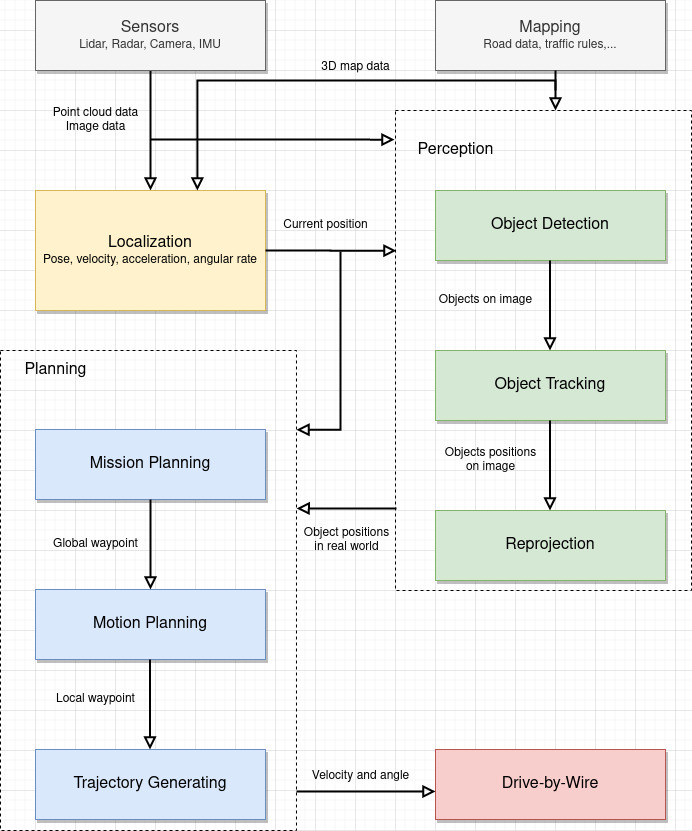 Sensors
Lidar, Radar, Camera, IMU
Mapping
Road data, traffic rules,...
3D map data
Point cloud data
Image data
Perception
Localization
Pose, velocity, acceleration, angular rate
Current position
Object Detection
Objects on image
Object Tracking
Objects positions
on image
Reprojection
Planning
Mission Planning
Object positions
in real world
Global waypoint
Motion Planning
Local waypoint
Trajectory Generating
Velocity and angle
Drive-by-Wire